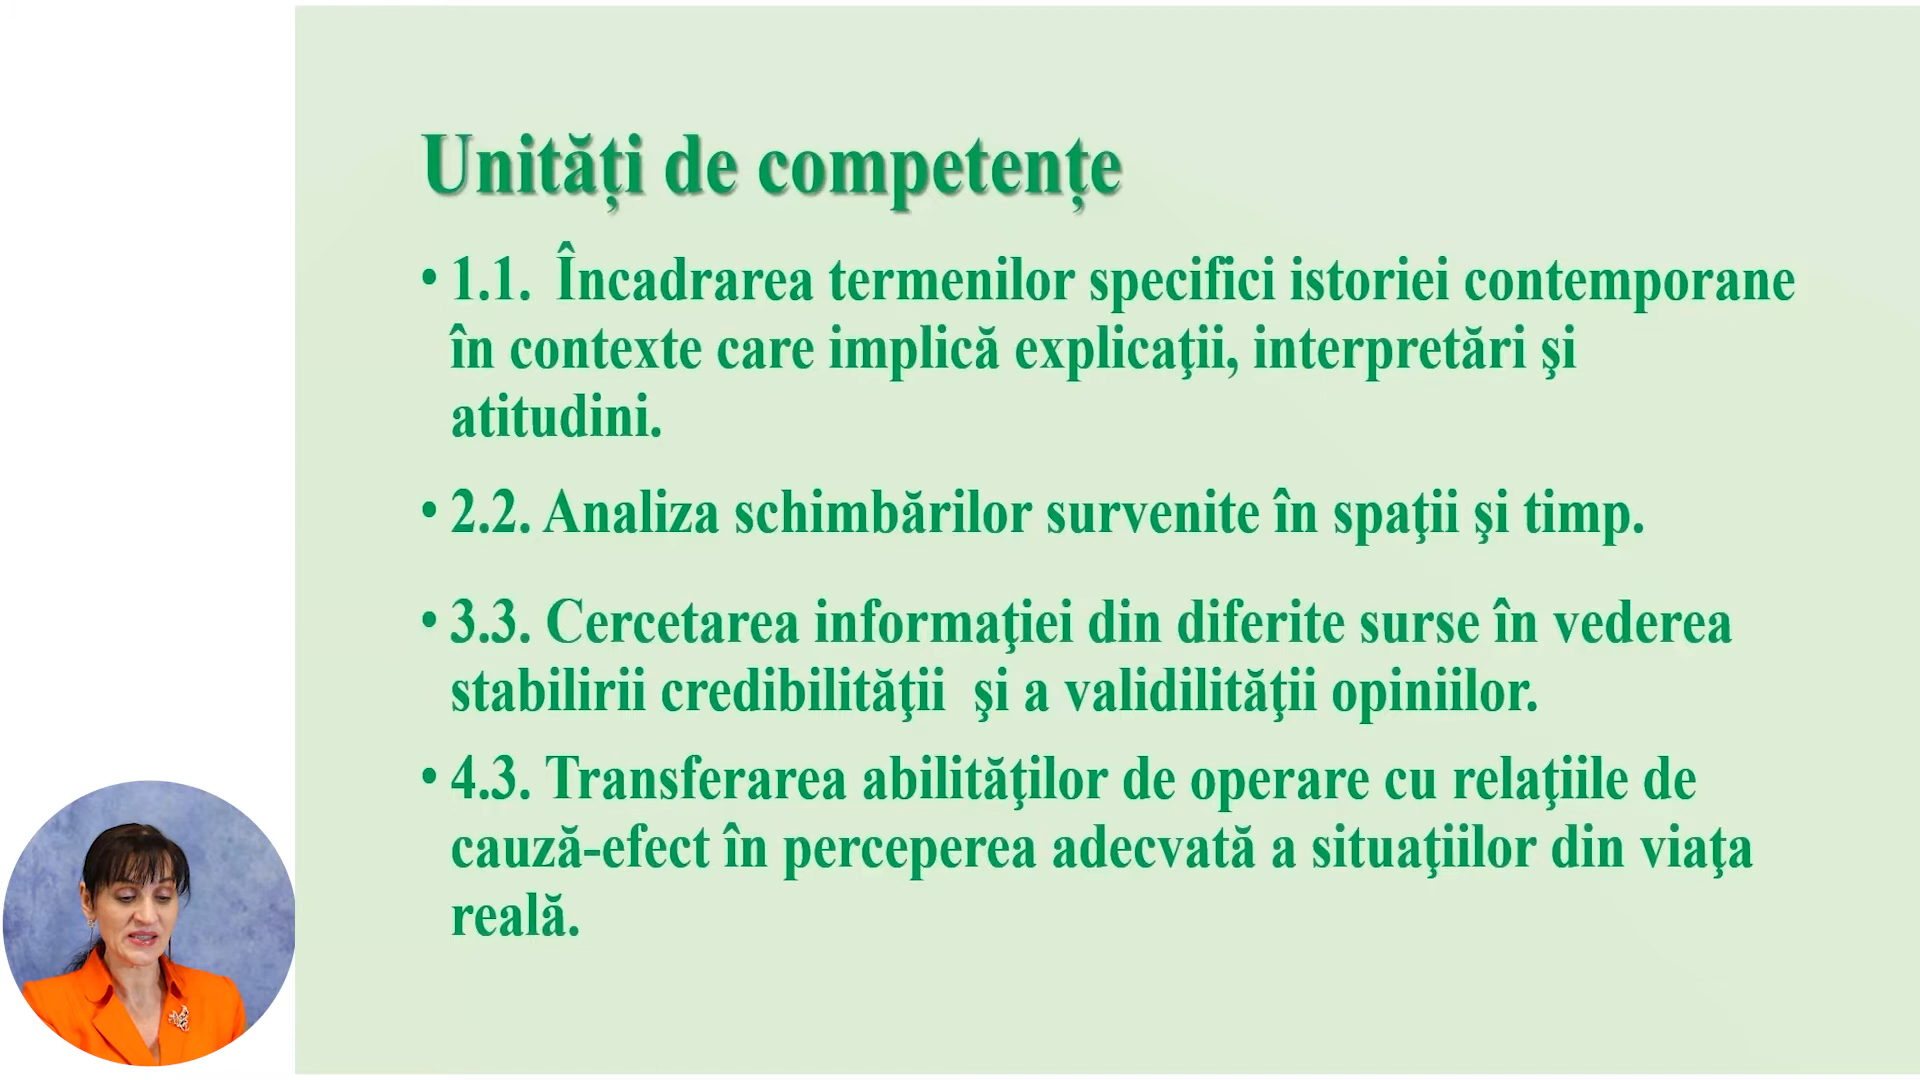 Unități de competențe
• 1.1.  Încadrarea termenilor specifici istoriei contemporane
în contexte care implică explicaţii, interpretări şi
atitudini.
• 2.2. Analiza schimbărilor survenite în spaţii şi timp.
• 3.3. Cercetarea informaţiei din diferite surse în vederea
stabilirii credibilităţii  şi a validilităţii opiniilor.
• 4.3. Transferarea abilităţilor de operare cu relaţiile de
cauză-efect în perceperea adecvată a situaţiilor din viaţa
reală.